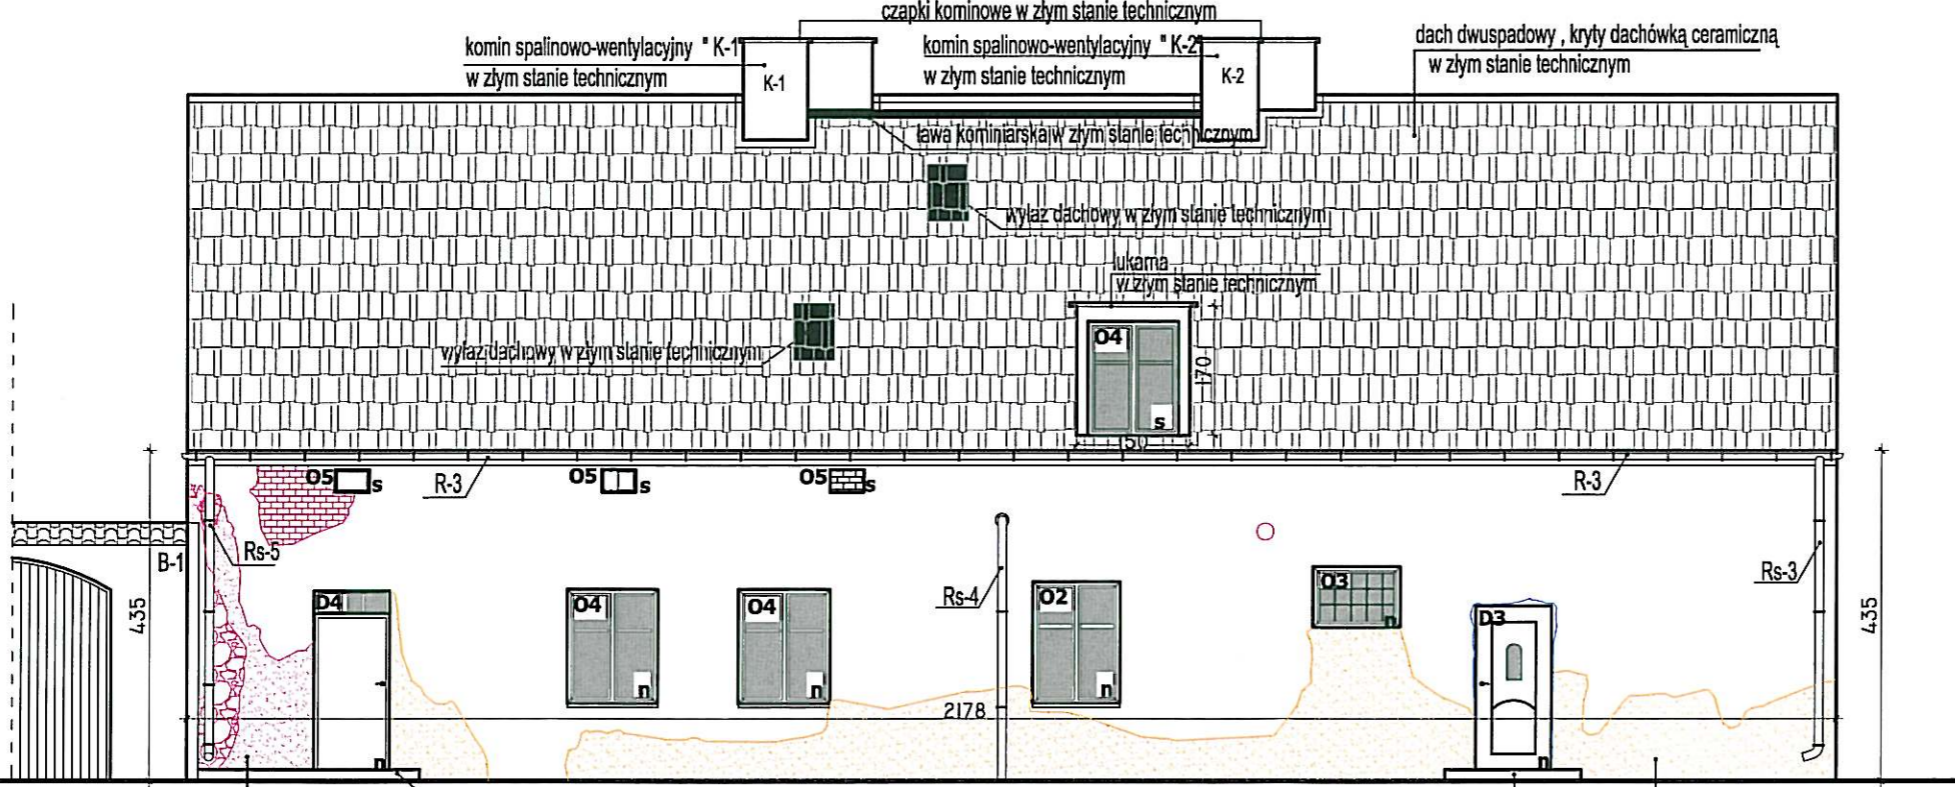 czapki kominowe w złym stanie technicznym
komin spalinowo-wentylacyjny " K-1"
w złym stanie technicznym
K-1
komin spalinowo-wentylacyjny " K-2"
w złym stanie technicznym
K-2
dach dwuspadowy , kryty dachówką ceramiczną
w złym stanie technicznym
ława kominiarska w złym stanie technicznym
wyłaz dachowy w złym stanie technicznym
lukarna
w złym stanie technicznym
O4
170
s
150
wyłaz dachowy w złym stanie technicznym
O5 s
R-3
O5 s
O5 s
R-3
B-1
Rs-5
435
D4
n
O4
n
O4
n
Rs-4
2178
O2
n
O3
n
D3
n
Rs-3
435